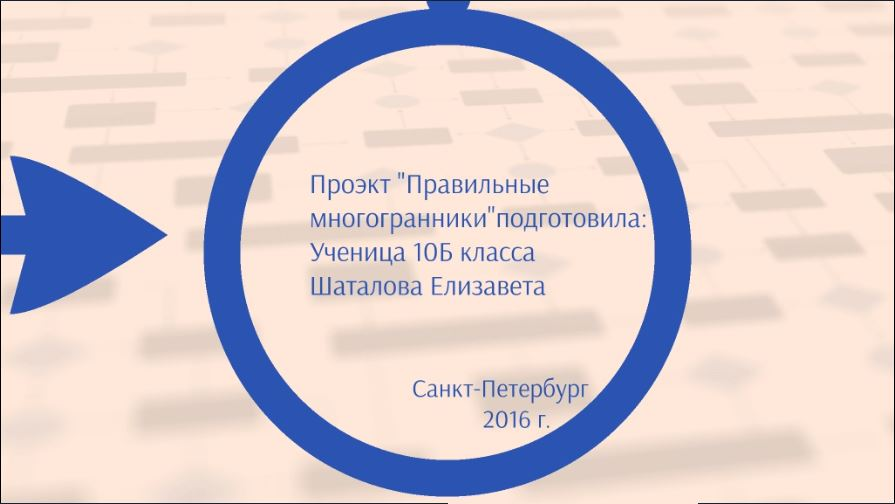 Проэкт "Правильные
многогранники"подготовила:
Ученица 10Б класса
Шаталова Елизавета
Санкт-Петербург
2016 г.